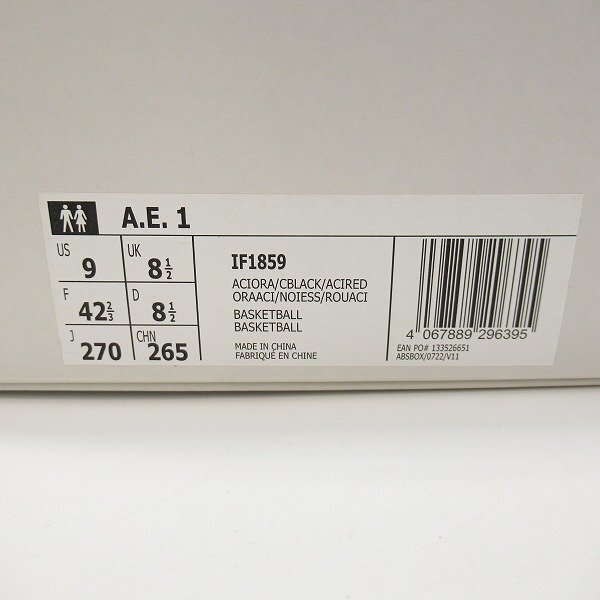 A.E. 1
US 9 UK 8 1/2
F 42 2/3 D 8 1/2
J 270 CHN 265
IF1859
ACIORA/CBLACK/ACIRED
ORAACI/NOIESS/ROUACI
BASKETBALL
BASKETBALL
MADE IN CHINA
FABRIQUÉ EN CHINE
4 067889 296395
EAN PO# 133526651
ABSBOX/0722/V11